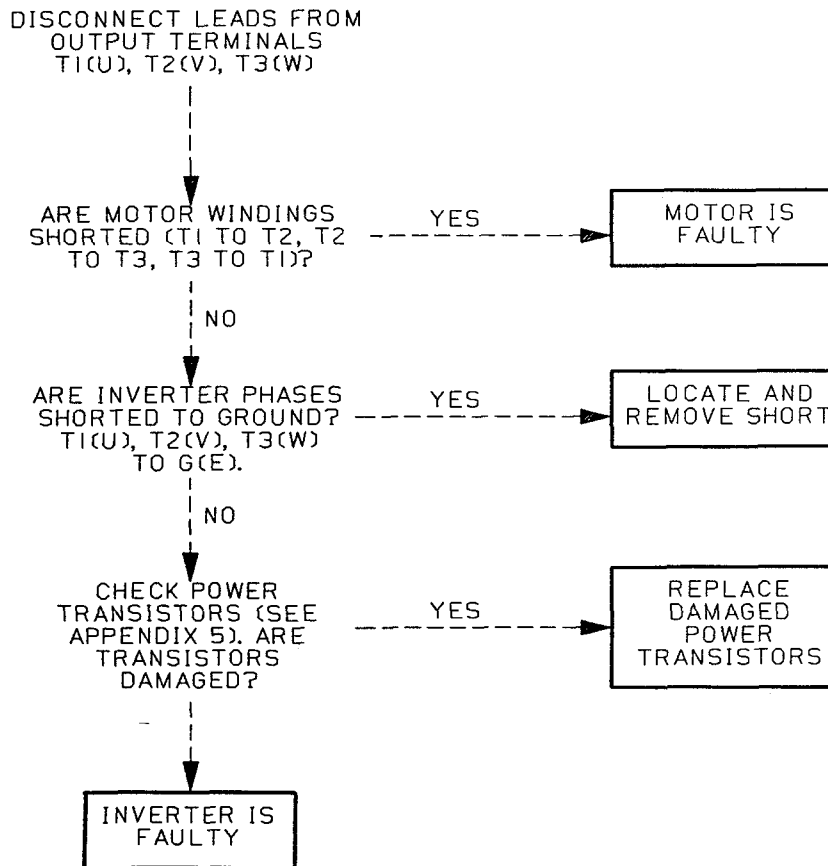 DISCONNECT LEADS FROM
OUTPUT TERMINALS
T1(U), T2(V), T3(W)
ARE MOTOR WINDINGS
SHORTED (T1 TO T2, T2
TO T3, T3 TO T1)?
YES
MOTOR IS
FAULTY
NO
ARE INVERTER PHASES
SHORTED TO GROUND?
T1(U), T2(V), T3(W)
TO G(E).
YES
LOCATE AND
REMOVE SHORT
NO
CHECK POWER
TRANSISTORS (SEE
APPENDIX 5). ARE
TRANSISTORS
DAMAGED?
YES
REPLACE
DAMAGED
POWER
TRANSISTORS
INVERTER IS
FAULTY